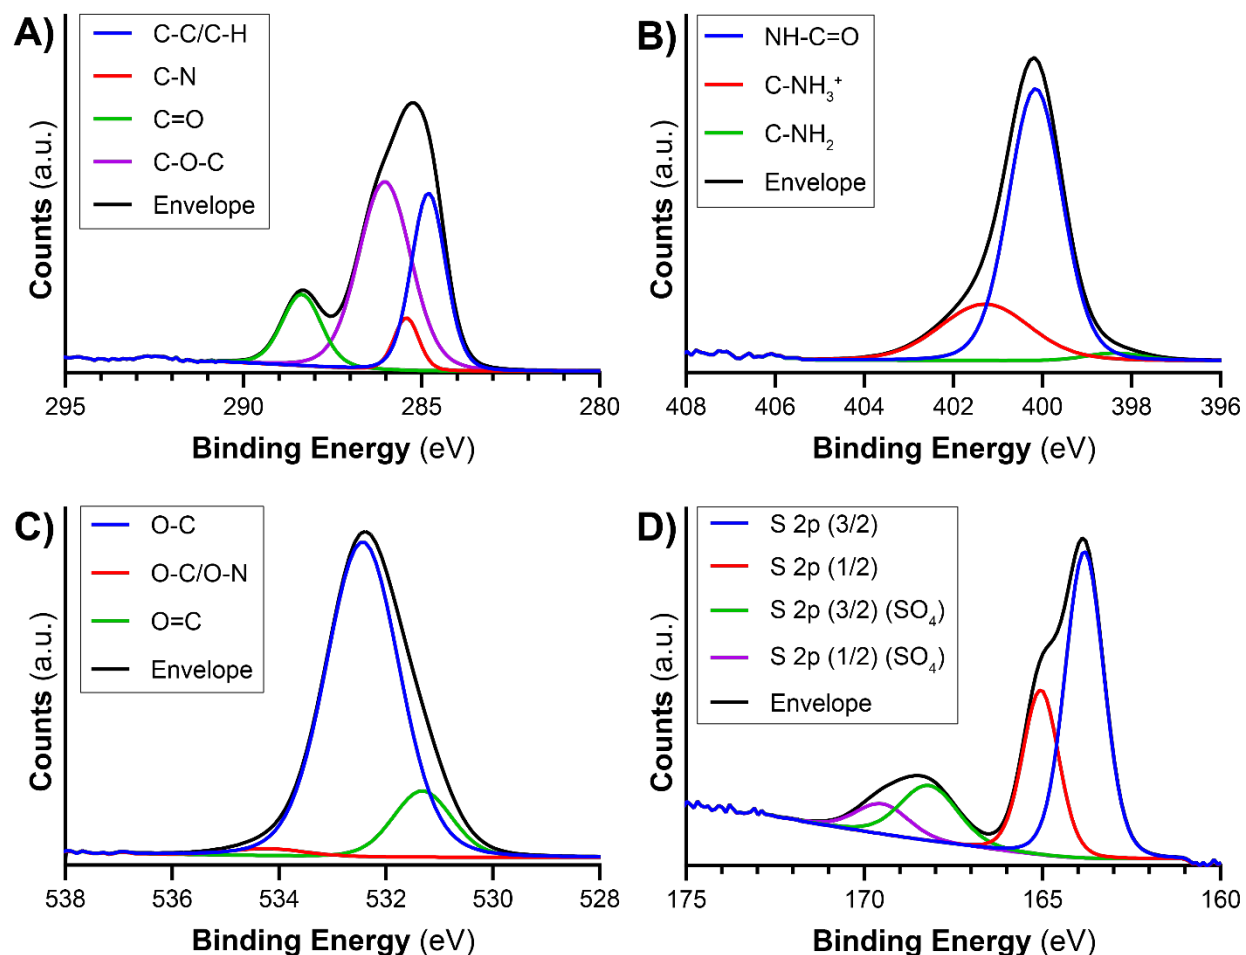 A)
C-C/C-H
C-N
C=O
C-O-C
Envelope
Counts (a.u.)
295 290 285 280
Binding Energy (eV)
B)
NH-C=O
C-NH₃⁺
C-NH₂
Envelope
Counts (a.u.)
408 406 404 402 400 398 396
Binding Energy (eV)
C)
O-C
O-C/O-N
O=C
Envelope
Counts (a.u.)
538 536 534 532 530 528
Binding Energy (eV)
D)
S 2p (3/2)
S 2p (1/2)
S 2p (3/2) (SO₄)
S 2p (1/2) (SO₄)
Envelope
Counts (a.u.)
175 170 165 160
Binding Energy (eV)